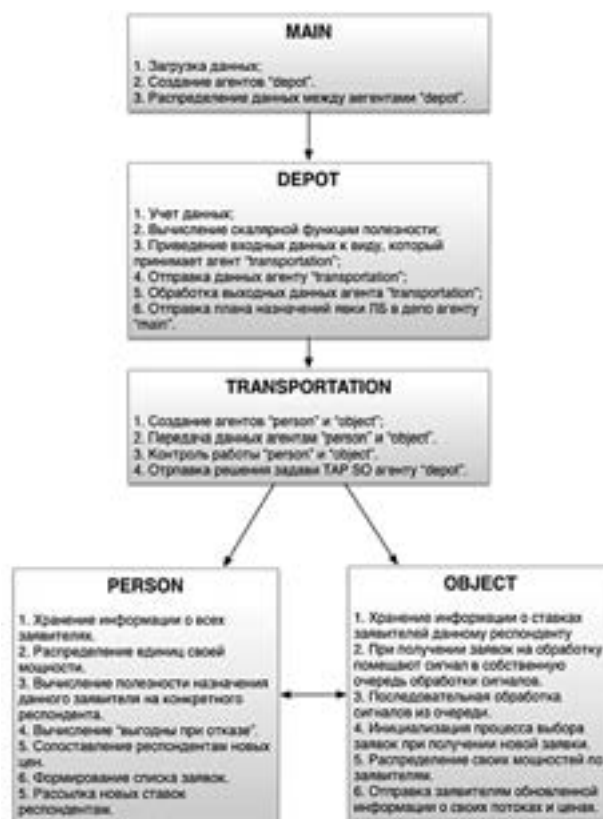 MAIN
1. Загрузка данных;
2. Создание агентов "depot".
3. Распределение данных между аегентами "depot".
DEPOT
1. Учет данных;
2. Вычисление скалярной функции полезности;
3. Приведение входных данных к виду, который
принимает агент "transportation";
4. Отправка данных агенту "transportation";
5. Обработка выходных данных агента "transportation";
6. Отправка плана назначений явки ЛБ в депо агенту
"main".
TRANSPORTATION
1. Создание агентов "person" и "object";
2. Передача данных агентам "person" и "object".
3. Контроль работы "person" и "object".
4. Отрпавка решения задачи TAP SO агенту "depot".
PERSON
1. Хранение информации о всех
заявителях.
2. Распределение единиц своей
мощности.
3. Вычисление полезности назначения
данного заявителя на конкретного
респондента.
4. Вычисление "выгодны при отказе".
5. Сопоставление респондентам новых
цен.
6. Формирование списка заявок.
5. Рассылка новых ставок
респондентам.
OBJECT
1. Хранение информации о ставках
заявителей данному респонденту
2. При получении заявок на обработку
помещают сигнал в собственную
очередь обработки сигналов.
3. Последовательная обработка
сигналов из очереди.
4. Инициализация процесса выбора
заявок при получении новой заявки.
5. Распределение своих мощностей по
заявителям.
6. Отправка заявителям обновленной
информации о своих потоках и ценах.